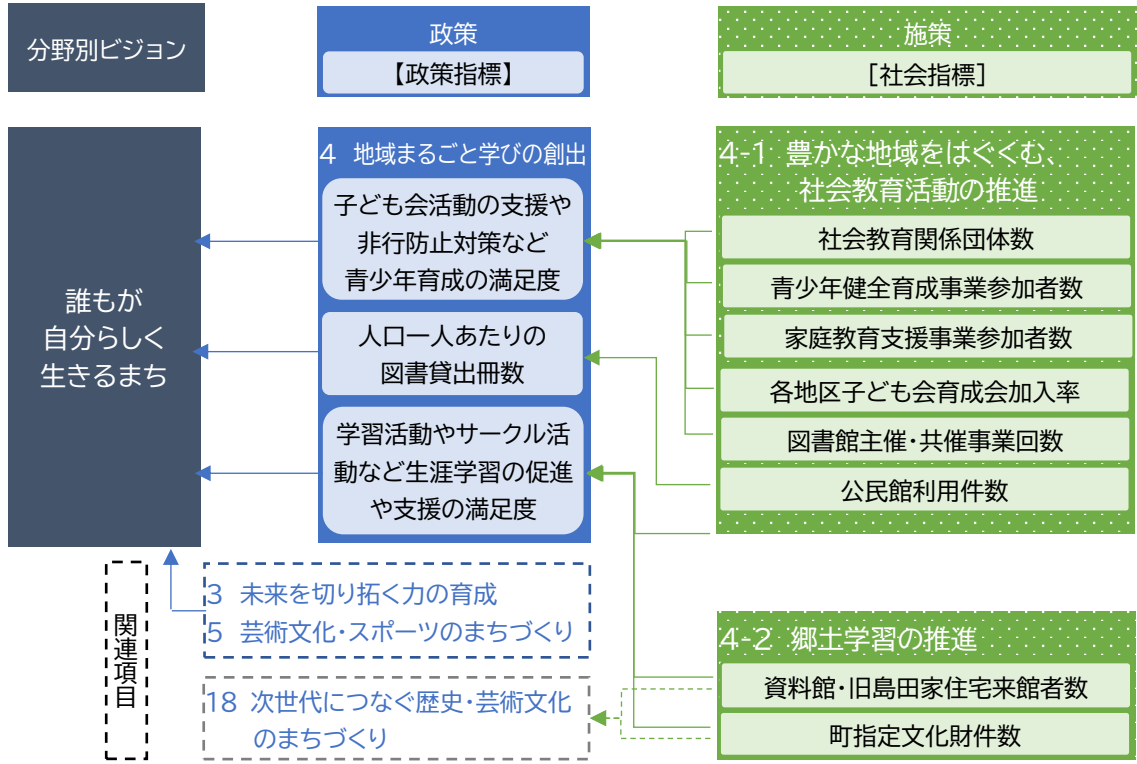 分野別ビジョン
政策
【政策指標】
施策
[社会指標]
誰もが
自分らしく
生きるまち
4 地域まるごと学びの創出
子ども会活動の支援や
非行防止対策など
青少年育成の満足度
人口一人あたりの
図書貸出冊数
学習活動やサークル活
動など生涯学習の促進
や支援の満足度
4-1 豊かな地域をはぐくむ、
社会教育活動の推進
社会教育関係団体数
青少年健全育成事業参加者数
家庭教育支援事業参加者数
各地区子ども会育成会加入率
図書館主催・共催事業回数
公民館利用件数
関連項目
3 未来を切り拓く力の育成
5 芸術文化・スポーツのまちづくり
18 次世代につなぐ歴史・芸術文化
のまちづくり
4-2 郷土学習の推進
資料館・旧島田家住宅来館者数
町指定文化財件数